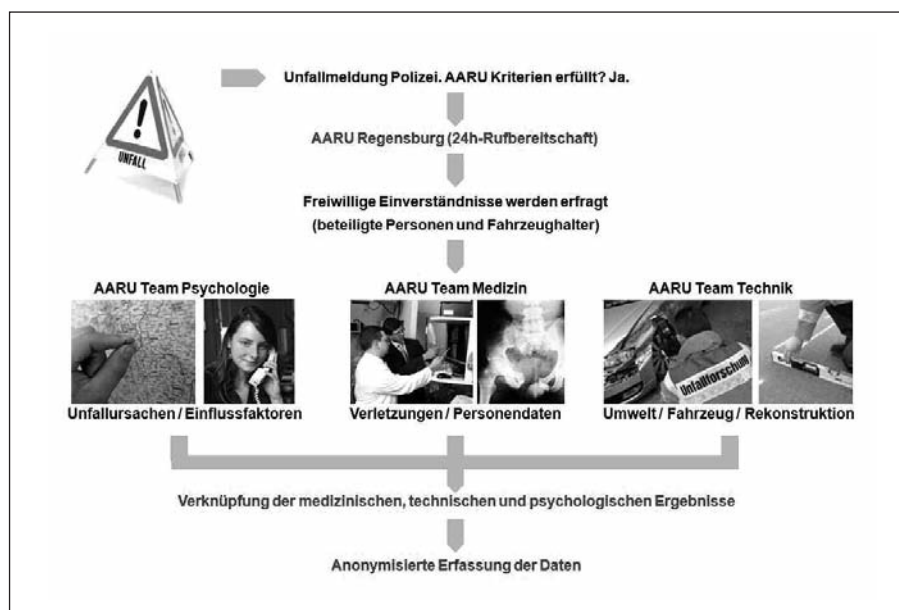 Unfallmeldung Polizei. AARU Kriterien erfüllt? Ja.
UNFALL
AARU Regensburg (24h-Rufbereitschaft)
Freiwillige Einverständnisse werden erfragt
(beteiligte Personen und Fahrzeughalter)
AARU Team Psychologie
AARU Team Medizin
AARU Team Technik
Unfallforschung
Unfallursachen / Einflussfaktoren
Verletzungen / Personendaten
Umwelt / Fahrzeug / Rekonstruktion
Verknüpfung der medizinischen, technischen und psychologischen Ergebnisse
Anonymisierte Erfassung der Daten